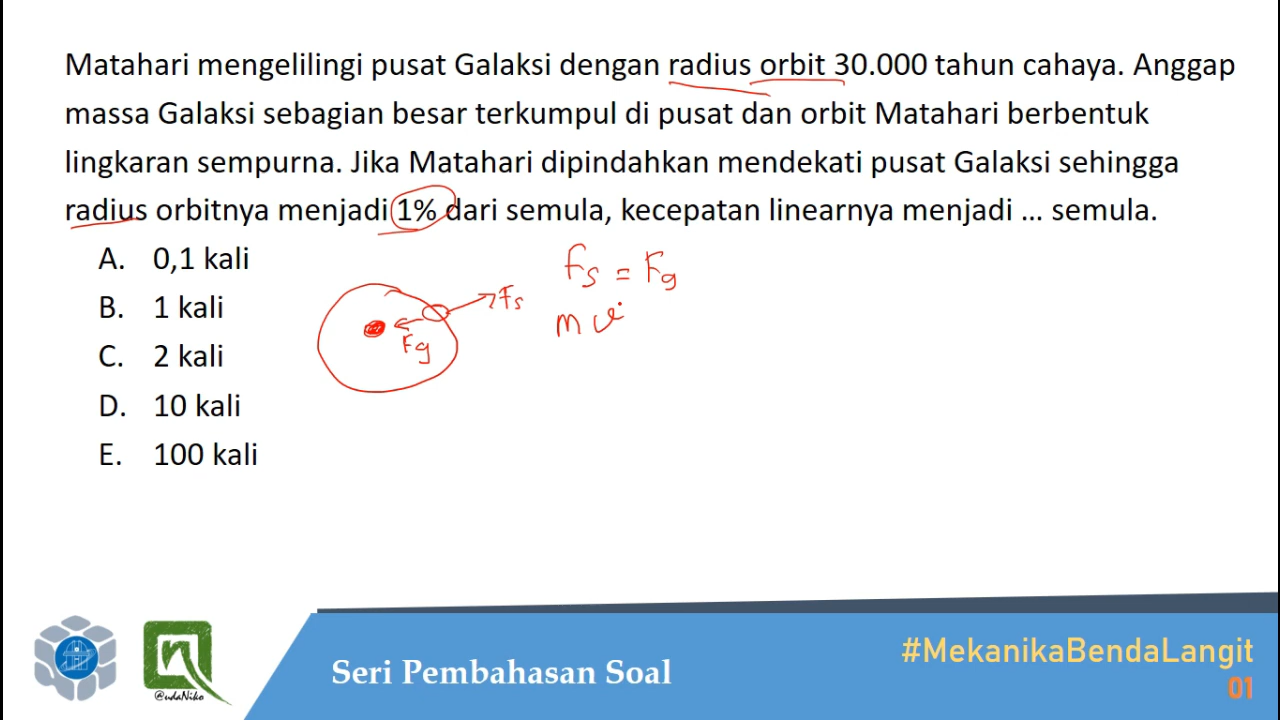 Matahari mengelilingi pusat Galaksi dengan radius orbit 30.000 tahun cahaya. Anggap
massa Galaksi sebagian besar terkumpul di pusat dan orbit Matahari berbentuk
lingkaran sempurna. Jika Matahari dipindahkan mendekati pusat Galaksi sehingga
radius orbitnya menjadi 1% dari semula, kecepatan linearnya menjadi ... semula.
A. 0,1 kali
B. 1 kali
C. 2 kali
D. 10 kali
E. 100 kali
Fs = Fg
Fs
m v
Fg
@udaNiko
Seri Pembahasan Soal
#MekanikaBendaLangit
01